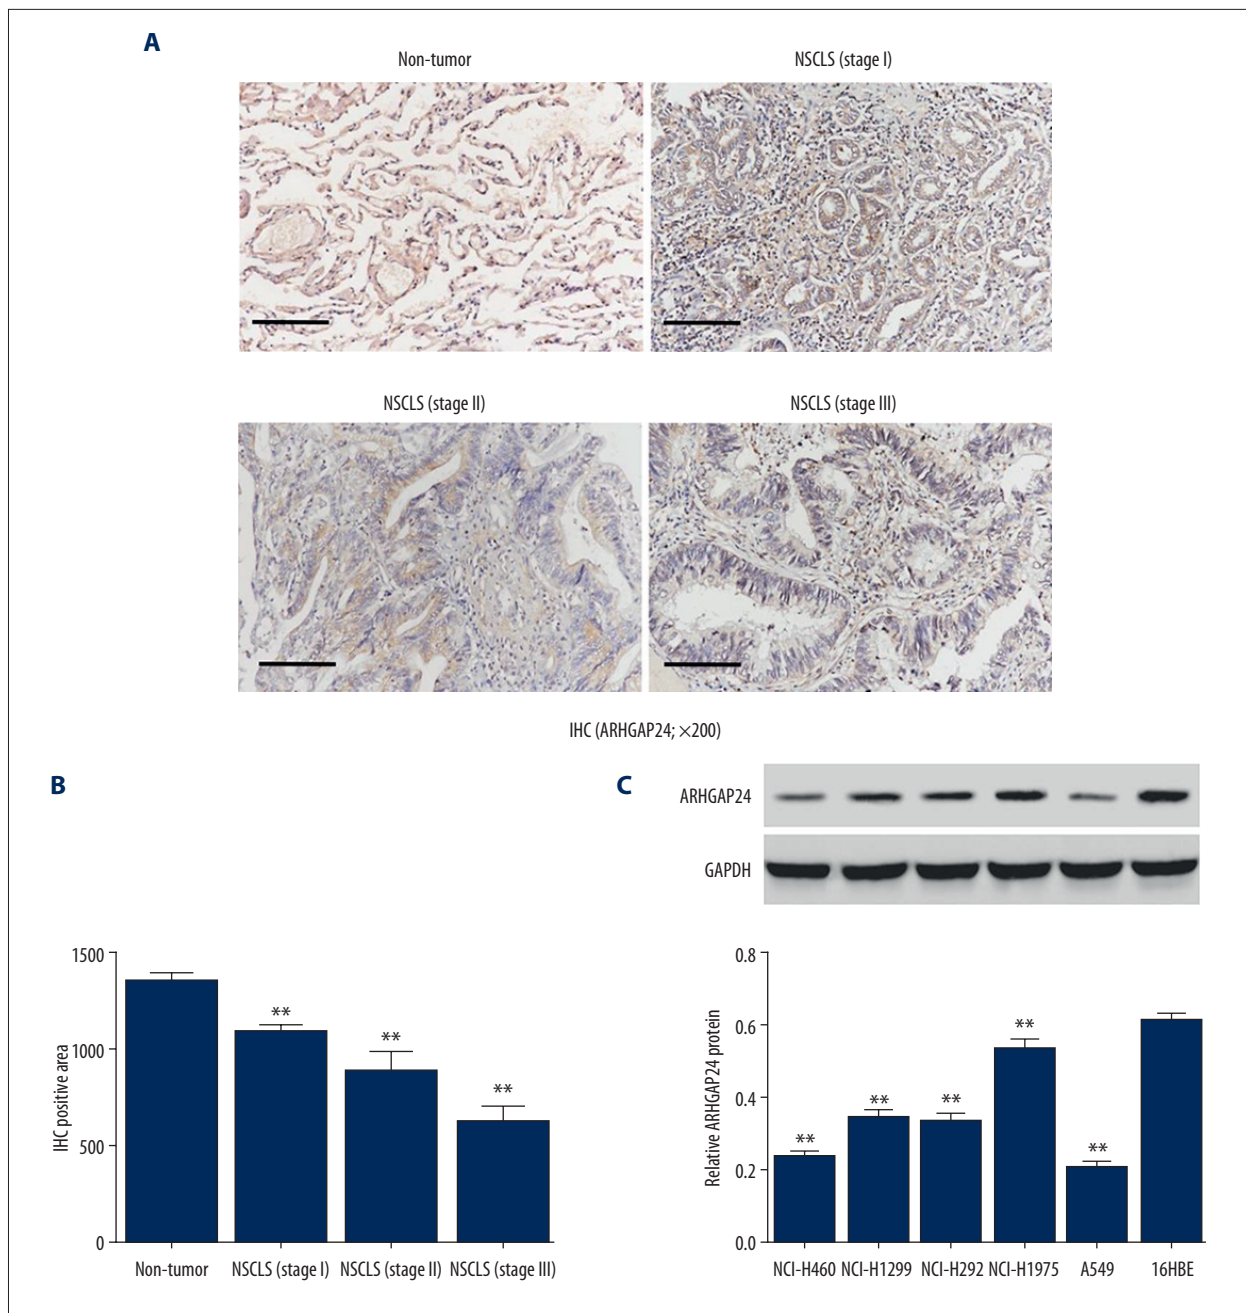 A
Non-tumor
NSCLS (stage I)
NSCLS (stage II)
NSCLS (stage III)
IHC (ARHGAP24; ×200)
B
1500
1000
500
0
IHC positive area
**
**
**
Non-tumor
NSCLS (stage I)
NSCLS (stage II)
NSCLS (stage III)
C
ARHGAP24
GAPDH
0.8
0.6
0.4
0.2
0.0
Relative ARHGAP24 protein
**
**
**
**
**
NCI-H460
NCI-H1299
NCI-H292
NCI-H1975
A549
16HBE